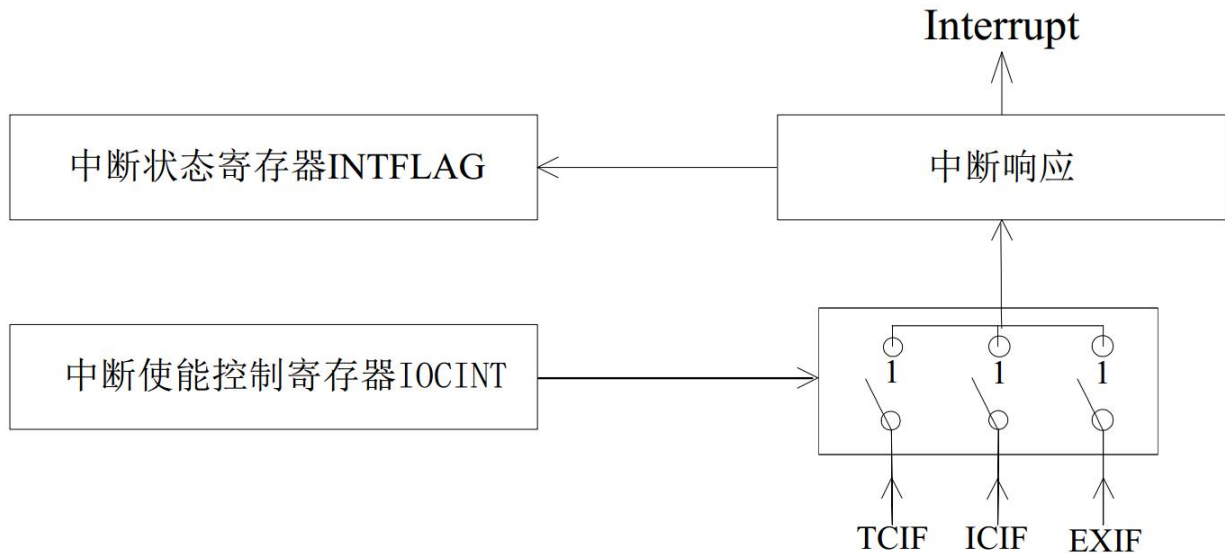 Interrupt
中断状态寄存器INTFLAG
中断响应
中断使能控制寄存器IOCINT
1 1 1
TCIF ICIF EXIF